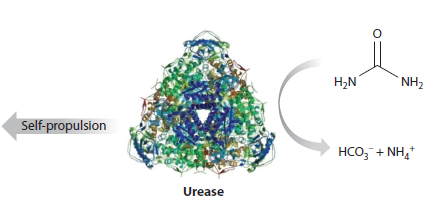 O
H₂N
NH₂
Self-propulsion
HCO₃⁻ + NH₄⁺
Urease